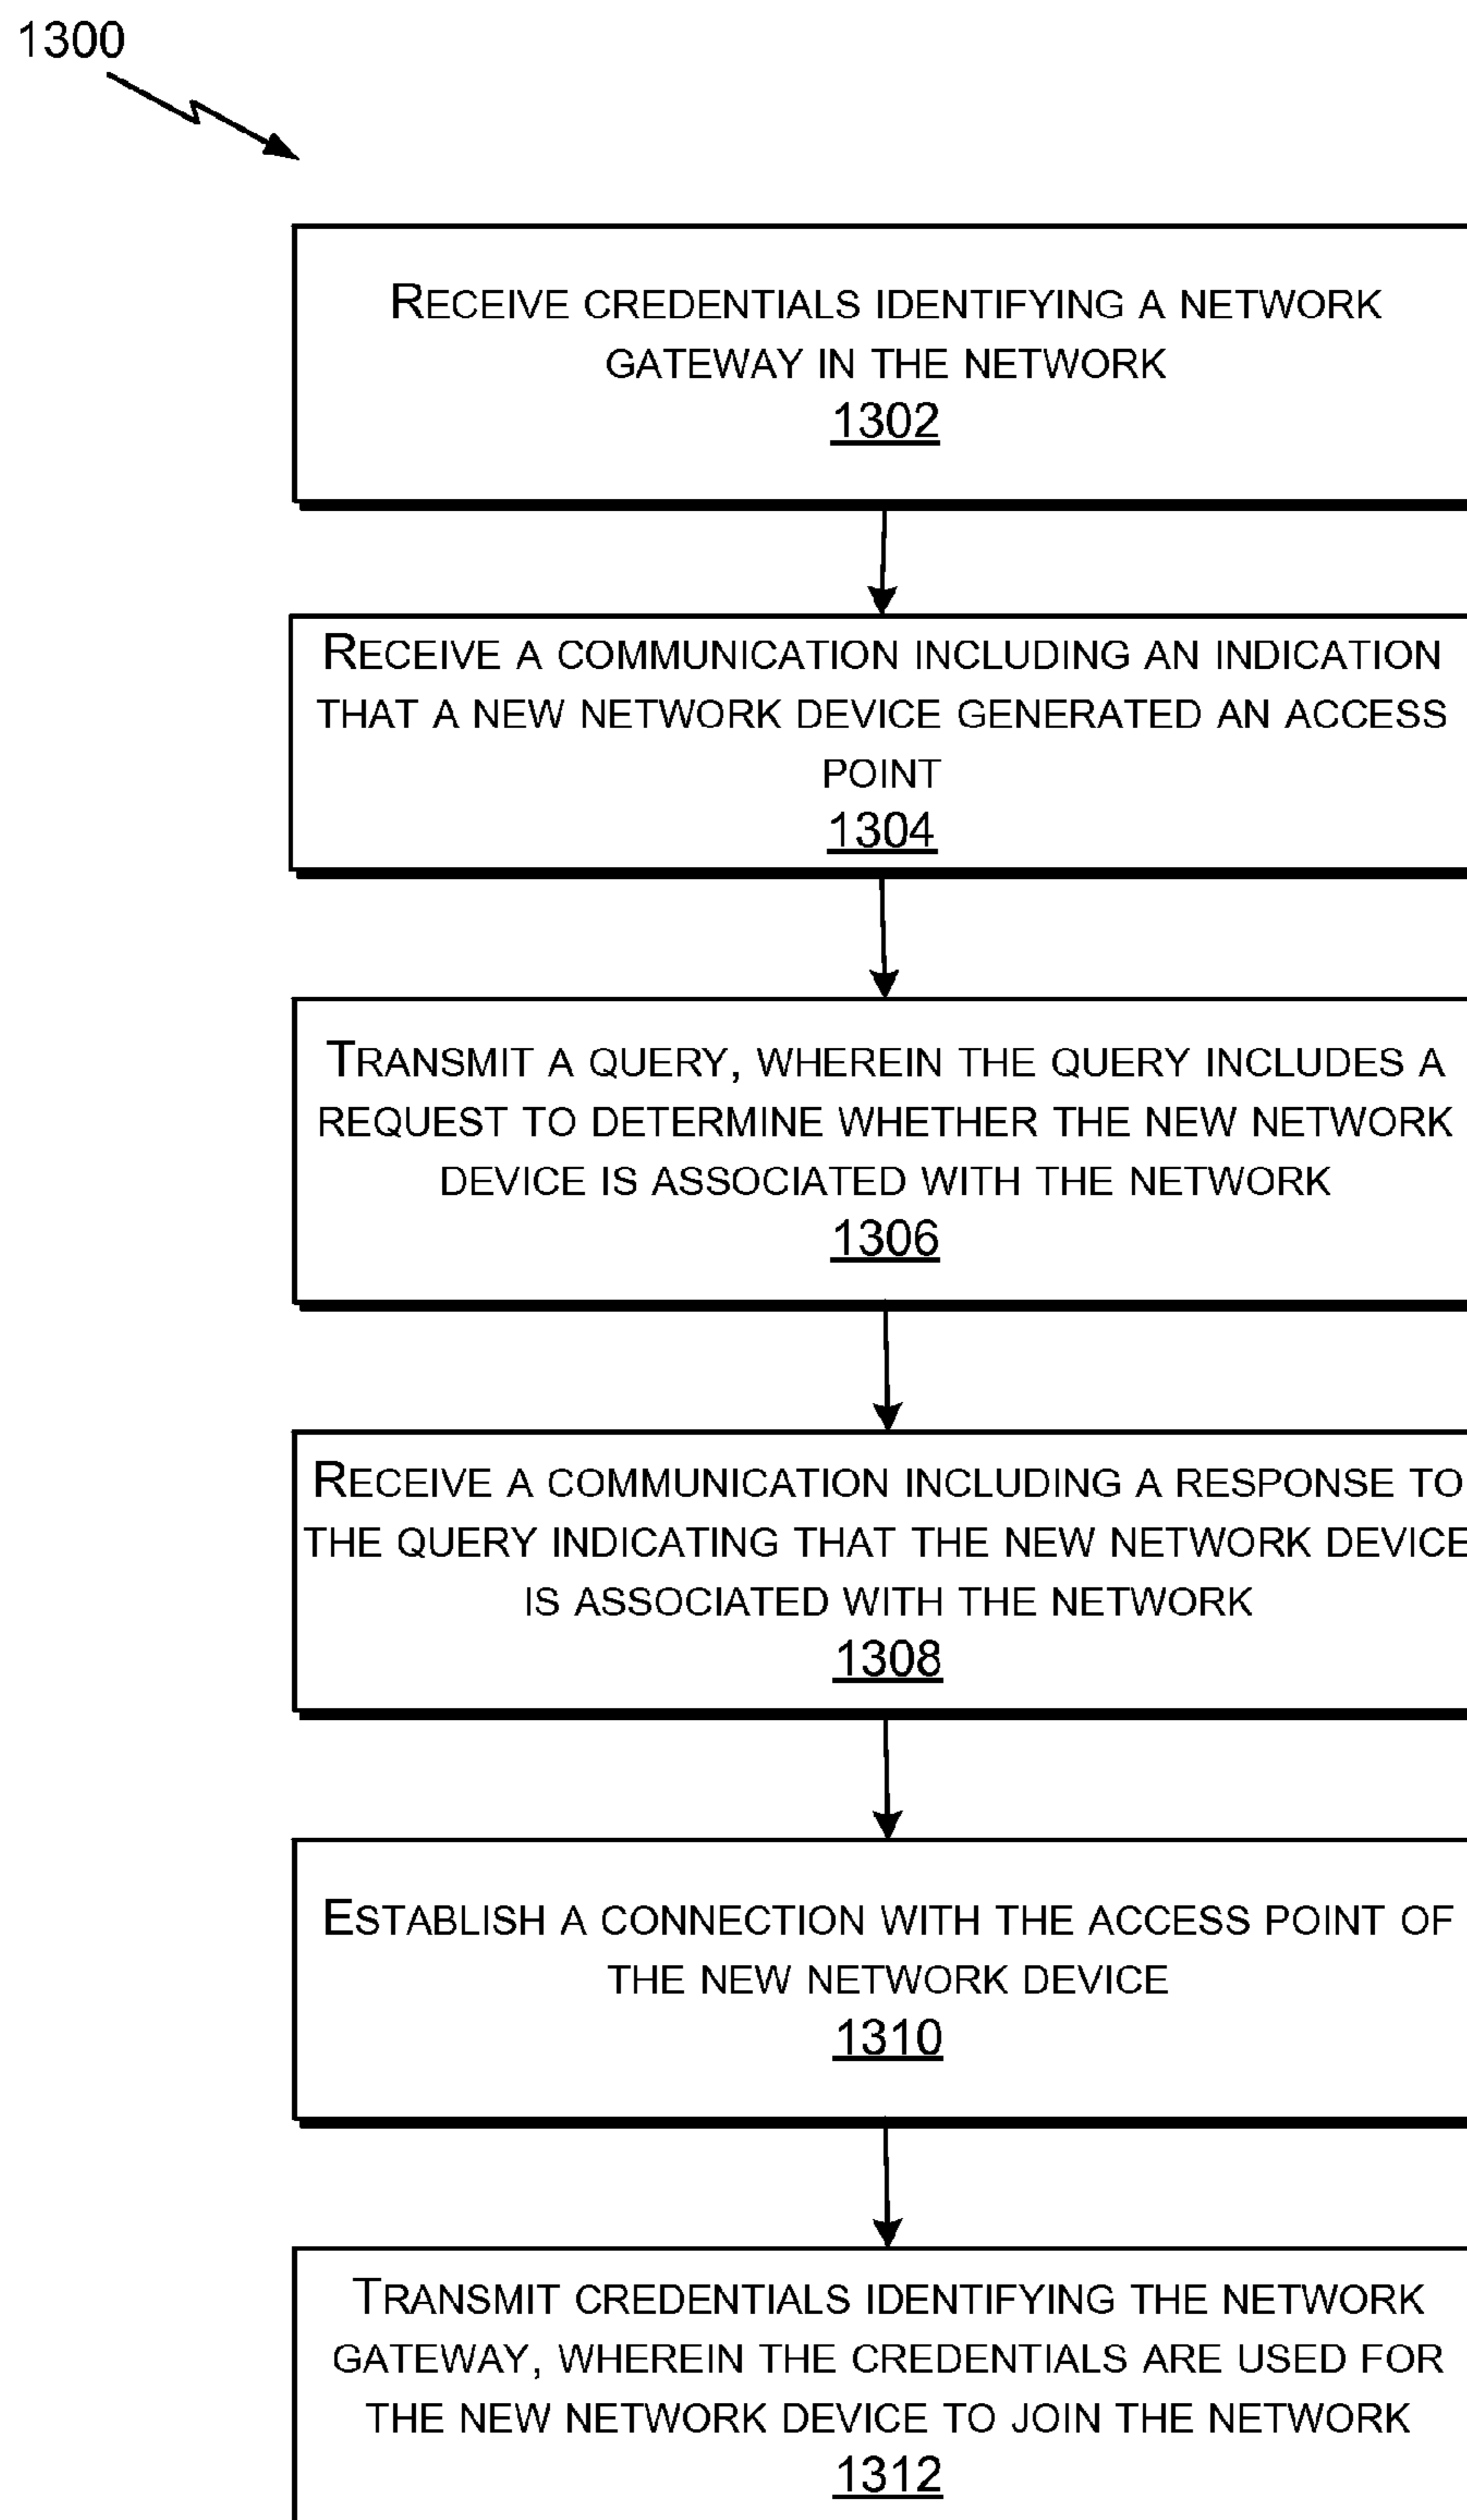 1300
RECEIVE CREDENTIALS IDENTIFYING A NETWORK
GATEWAY IN THE NETWORK
1302
RECEIVE A COMMUNICATION INCLUDING AN INDICATION
THAT A NEW NETWORK DEVICE GENERATED AN ACCESS
POINT
1304
TRANSMIT A QUERY, WHEREIN THE QUERY INCLUDES A
REQUEST TO DETERMINE WHETHER THE NEW NETWORK
DEVICE IS ASSOCIATED WITH THE NETWORK
1306
RECEIVE A COMMUNICATION INCLUDING A RESPONSE TO
THE QUERY INDICATING THAT THE NEW NETWORK DEVICE
IS ASSOCIATED WITH THE NETWORK
1308
ESTABLISH A CONNECTION WITH THE ACCESS POINT OF
THE NEW NETWORK DEVICE
1310
TRANSMIT CREDENTIALS IDENTIFYING THE NETWORK
GATEWAY, WHEREIN THE CREDENTIALS ARE USED FOR
THE NEW NETWORK DEVICE TO JOIN THE NETWORK
1312